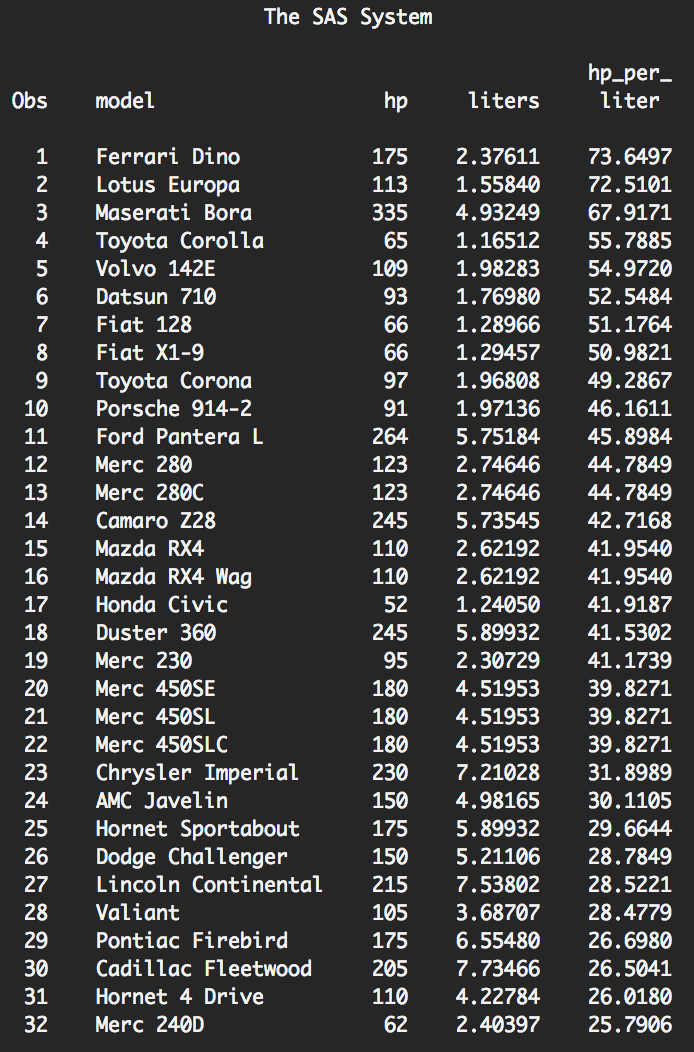 The SAS System
hp_per_
Obs model hp liters liter
1 Ferrari Dino 175 2.37611 73.6497
2 Lotus Europa 113 1.55840 72.5101
3 Maserati Bora 335 4.93249 67.9171
4 Toyota Corolla 65 1.16512 55.7885
5 Volvo 142E 109 1.98283 54.9720
6 Datsun 710 93 1.76980 52.5484
7 Fiat 128 66 1.28966 51.1764
8 Fiat X1-9 66 1.29457 50.9821
9 Toyota Corona 97 1.96808 49.2867
10 Porsche 914-2 91 1.97136 46.1611
11 Ford Pantera L 264 5.75184 45.8984
12 Merc 280 123 2.74646 44.7849
13 Merc 280C 123 2.74646 44.7849
14 Camaro Z28 245 5.73545 42.7168
15 Mazda RX4 110 2.62192 41.9540
16 Mazda RX4 Wag 110 2.62192 41.9540
17 Honda Civic 52 1.24050 41.9187
18 Duster 360 245 5.89932 41.5302
19 Merc 230 95 2.30729 41.1739
20 Merc 450SE 180 4.51953 39.8271
21 Merc 450SL 180 4.51953 39.8271
22 Merc 450SLC 180 4.51953 39.8271
23 Chrysler Imperial 230 7.21028 31.8989
24 AMC Javelin 150 4.98165 30.1105
25 Hornet Sportabout 175 5.89932 29.6644
26 Dodge Challenger 150 5.21106 28.7849
27 Lincoln Continental 215 7.53802 28.5221
28 Valiant 105 3.68707 28.4779
29 Pontiac Firebird 175 6.55480 26.6980
30 Cadillac Fleetwood 205 7.73466 26.5041
31 Hornet 4 Drive 110 4.22784 26.0180
32 Merc 240D 62 2.40397 25.7906